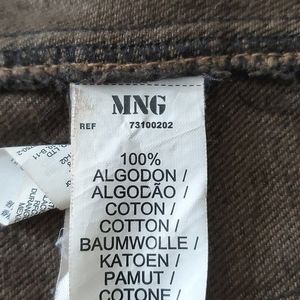 MNG
REF 73100202
100%
ALGODON /
ALGODÃO /
COTON /
COTTON /
BAUMWOLLE /
KATOEN /
PAMUT /
COTONE /